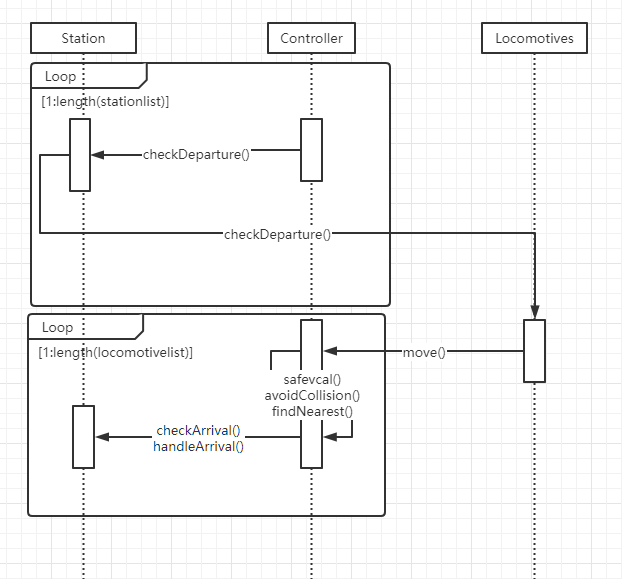 Station
Controller
Locomotives
Loop
[1:length(stationlist)]
checkDeparture()
checkDeparture()
Loop
[1:length(locomotivelist)]
move()
safevcal()
avoidCollision()
findNearest()
checkArrival()
handleArrival()